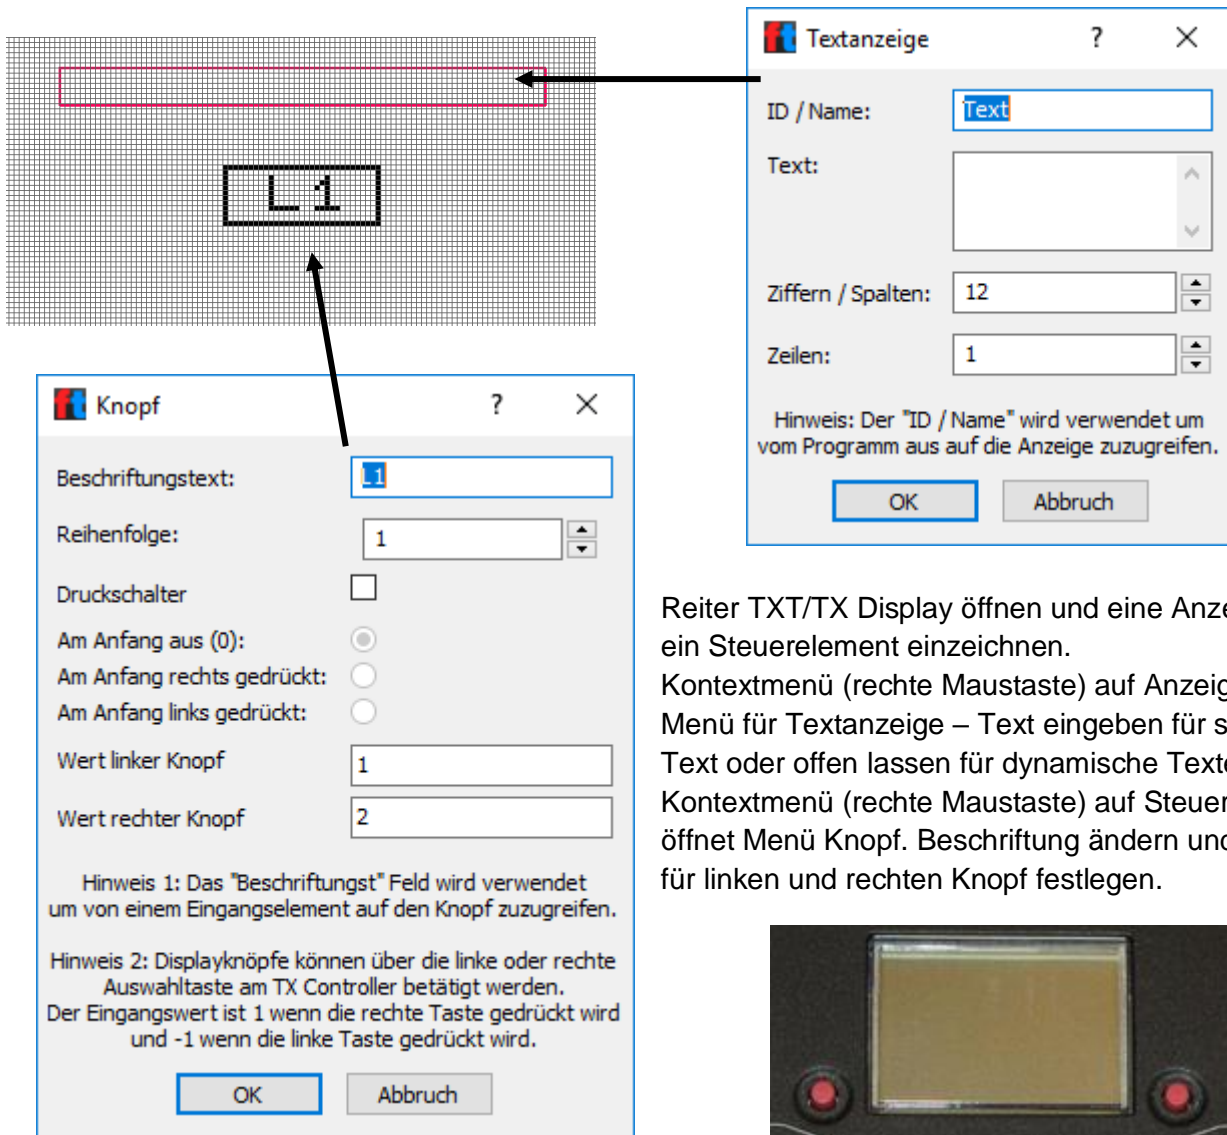 Textanzeige ?
ID / Name: Text
Text:
Ziffern / Spalten: 12
Zeilen: 1
Hinweis: Der "ID / Name" wird verwendet um
vom Programm aus auf die Anzeige zuzugreifen.
OK Abbruch
L1
Knopf ?
Beschriftungstext: L1
Reihenfolge: 1
Druckschalter
Am Anfang aus (0):
Am Anfang rechts gedrückt:
Am Anfang links gedrückt:
Wert linker Knopf 1
Wert rechter Knopf 2
Hinweis 1: Das "Beschriftungst" Feld wird verwendet
um von einem Eingangselement auf den Knopf zuzugreifen.
Hinweis 2: Displayknöpfe können über die linke oder rechte
Auswahltaste am TX Controller betätigt werden.
Der Eingangswert ist 1 wenn die rechte Taste gedrückt wird
und -1 wenn die linke Taste gedrückt wird.
OK Abbruch
Reiter TXT/TX Display öffnen und eine
ein Steuerelement einzeichnen.
Kontextmenü (rechte Maustaste) auf
Menü für Textanzeige – Text eingeben für
Text oder offen lassen für dynamische
Kontextmenü (rechte Maustaste) auf
öffnet Menü Knopf. Beschriftung ändern
für linken und rechten Knopf festlegen.